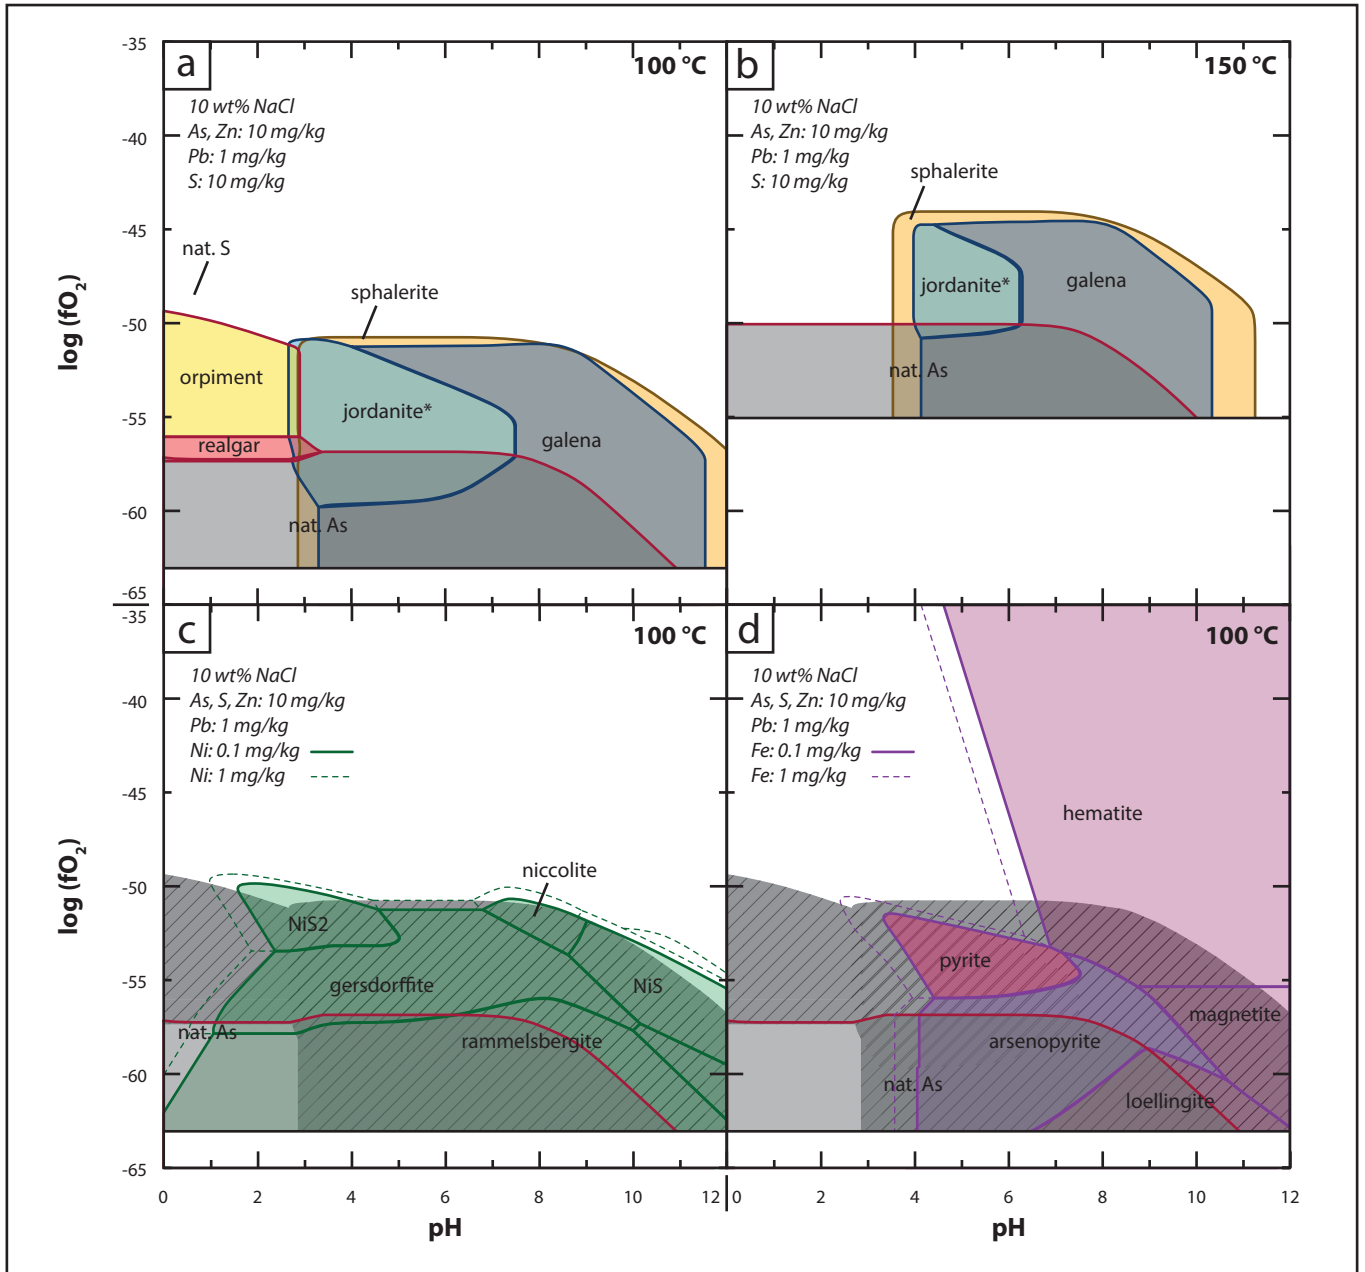 a
100 °C
10 wt% NaCl
As, Zn: 10 mg/kg
Pb: 1 mg/kg
S: 10 mg/kg
nat. S
sphalerite
orpiment
realgar
jordanite*
galena
nat. As
log (fO2)
-35
-40
-45
-50
-55
-60
-65
b
150 °C
10 wt% NaCl
As, Zn: 10 mg/kg
Pb: 1 mg/kg
S: 10 mg/kg
sphalerite
jordanite*
galena
nat. As
c
100 °C
10 wt% NaCl
As, S, Zn: 10 mg/kg
Pb: 1 mg/kg
Ni: 0.1 mg/kg
Ni: 1 mg/kg
niccolite
NiS2
gersdorffite
NiS
nat. As
rammelsbergite
log (fO2)
-35
-40
-45
-50
-55
-60
-65
0 2 4 6 8 10 12
pH
d
100 °C
10 wt% NaCl
As, S, Zn: 10 mg/kg
Pb: 1 mg/kg
Fe: 0.1 mg/kg
Fe: 1 mg/kg
hematite
pyrite
magnetite
arsenopyrite
nat. As
loellingite
0 2 4 6 8 10 12
pH